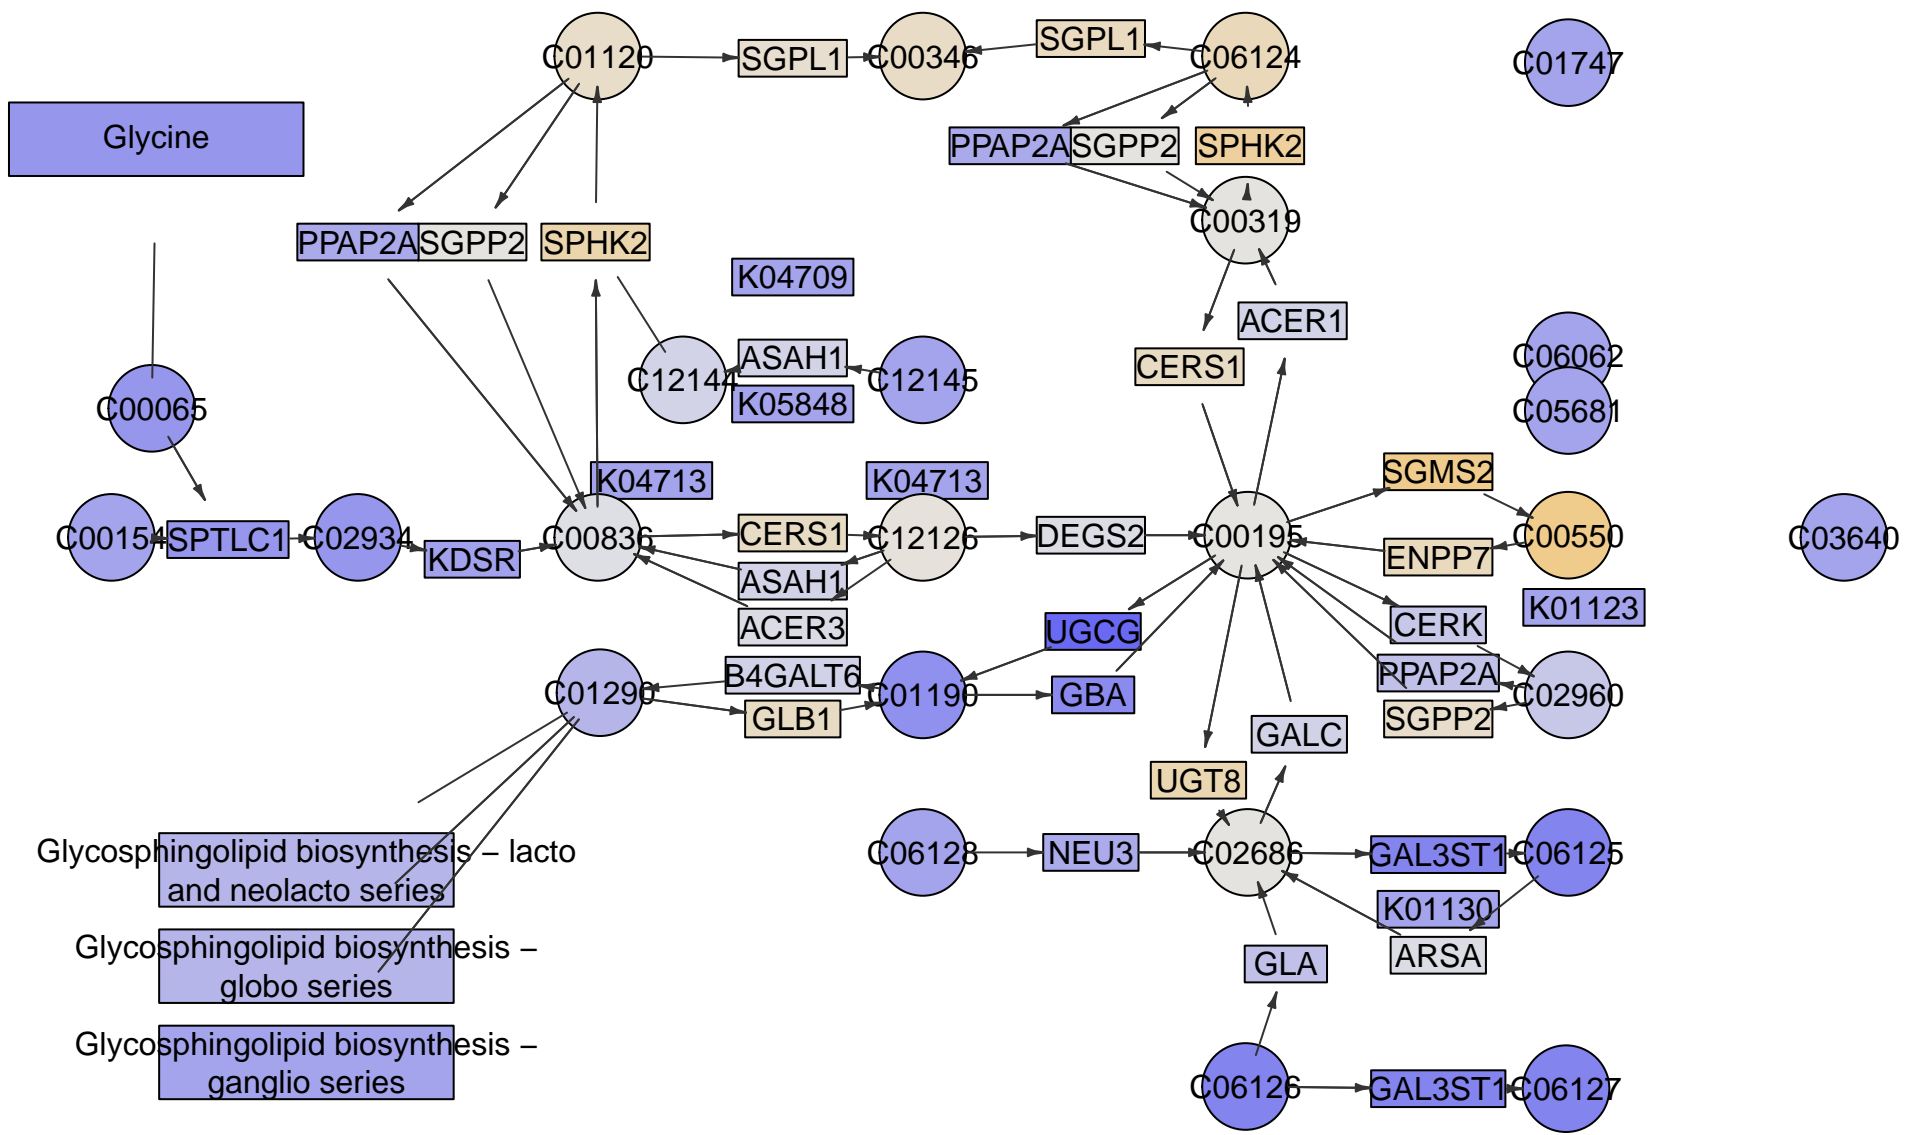 C01120
SGPL1
C00346
SGPL1
C06124
C01747
Glycine
PPAP2A
SGPP2
SPHK2
C00319
PPAP2A
SGPP2
SPHK2
K04709
ACER1
C12144
ASAH1
C12145
CERS1
C06062
K05848
C00065
C05681
K04713
K04713
SGMS2
C00154
SPTLC1
C02934
KDSR
C00836
CERS1
C12126
DEGS2
C00195
C00550
C03640
ENPP7
ASAH1
K01123
ACER3
UGCG
CERK
B4GALT6
PPAP2A
C01290
C01190
GBA
C02960
GLB1
SGPP2
GALC
UGT8
Glycosphingolipid biosynthesis – lacto
and neolacto series
C06128
NEU3
C02686
GAL3ST1
C06125
K01130
Glycosphingolipid biosynthesis –
globo series
GLA
ARSA
Glycosphingolipid biosynthesis –
ganglio series
C06126
GAL3ST1
C06127